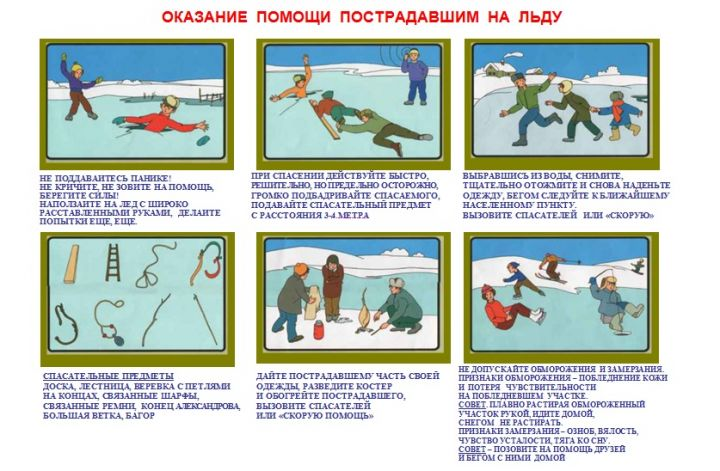 ОКАЗАНИЕ ПОМОЩИ ПОСТРАДАВШИМ НА ЛЬДУ
НЕ ПОДДАВАЙТЕСЬ ПАНИКЕ!
НЕ КРИЧИТЕ, НЕ ЗОВИТЕ НА ПОМОЩЬ,
БЕРЕГИТЕ СИЛЫ!
НАПОЛЗАЙТЕ НА ЛЕД С ШИРОКО
РАССТАВЛЕННЫМИ РУКАМИ, ДЕЛАЙТЕ
ПОПЫТКИ ЕЩЕ, ЕЩЕ.
ПРИ СПАСЕНИИ ДЕЙСТВУЙТЕ БЫСТРО,
РЕШИТЕЛЬНО, НО ПРЕДЕЛЬНО ОСТОРОЖНО,
ГРОМКО ПОДБАДРИВАЙТЕ СПАСАЕМОГО,
ПОДАВАЙТЕ СПАСАТЕЛЬНЫЙ ПРЕДМЕТ
С РАССТОЯНИЯ 3-4 МЕТРА
ВЫБРАВШИСЬ ИЗ ВОДЫ, СНИМИТЕ,
ТЩАТЕЛЬНО ОТОЖМИТЕ И СНОВА НАДЕНЬТЕ
ОДЕЖДУ, БЕГОМ СЛЕДУЙТЕ К БЛИЖАЙШЕМУ
НАСЕЛЕННОМУ ПУНКТУ.
ВЫЗОВИТЕ СПАСАТЕЛЕЙ ИЛИ «СКОРУЮ»
СПАСАТЕЛЬНЫЕ ПРЕДМЕТЫ
ДОСКА, ЛЕСТНИЦА, ВЕРЕВКА С ПЕТЛЯМИ
НА КОНЦАХ, СВЯЗАННЫЕ ШАРФЫ,
СВЯЗАННЫЕ РЕМНИ, КОНЕЦ АЛЕКСАНДРОВА,
БОЛЬШАЯ ВЕТКА, БАГОР
ДАЙТЕ ПОСТРАДАВШЕМУ ЧАСТЬ СВОЕЙ
ОДЕЖДЫ, РАЗВЕДИТЕ КОСТЕР
И ОБОГРЕЙТЕ ПОСТРАДАВШЕГО,
ВЫЗОВИТЕ СПАСАТЕЛЕЙ
ИЛИ «СКОРУЮ ПОМОЩЬ»
НЕ ДОПУСКАЙТЕ ОБМОРОЖЕНИЯ И ЗАМЕРЗАНИЯ.
ПРИЗНАКИ ОБМОРОЖЕНИЯ – ПОБЛЕДНЕНИЕ КОЖИ
И ПОТЕРЯ ЧУВСТВИТЕЛЬНОСТИ
НА ПОБЛЕДНЕВШЕМ УЧАСТКЕ.
СОВЕТ. ПЛАВНО РАСТИРАЯ ОБМОРОЖЕННЫЙ
УЧАСТОК РУКОЙ, ИДИТЕ ДОМОЙ,
СНЕГОМ НЕ РАСТИРАТЬ.
ПРИЗНАКИ ЗАМЕРЗАНИЯ – ОЗНОБ, ВЯЛОСТЬ,
ЧУВСТВО УСТАЛОСТИ, ТЯГА КО СНУ.
СОВЕТ – ПОЗОВИТЕ НА ПОМОЩЬ ДРУЗЕЙ
И БЕГОМ С НИМИ ДОМОЙ